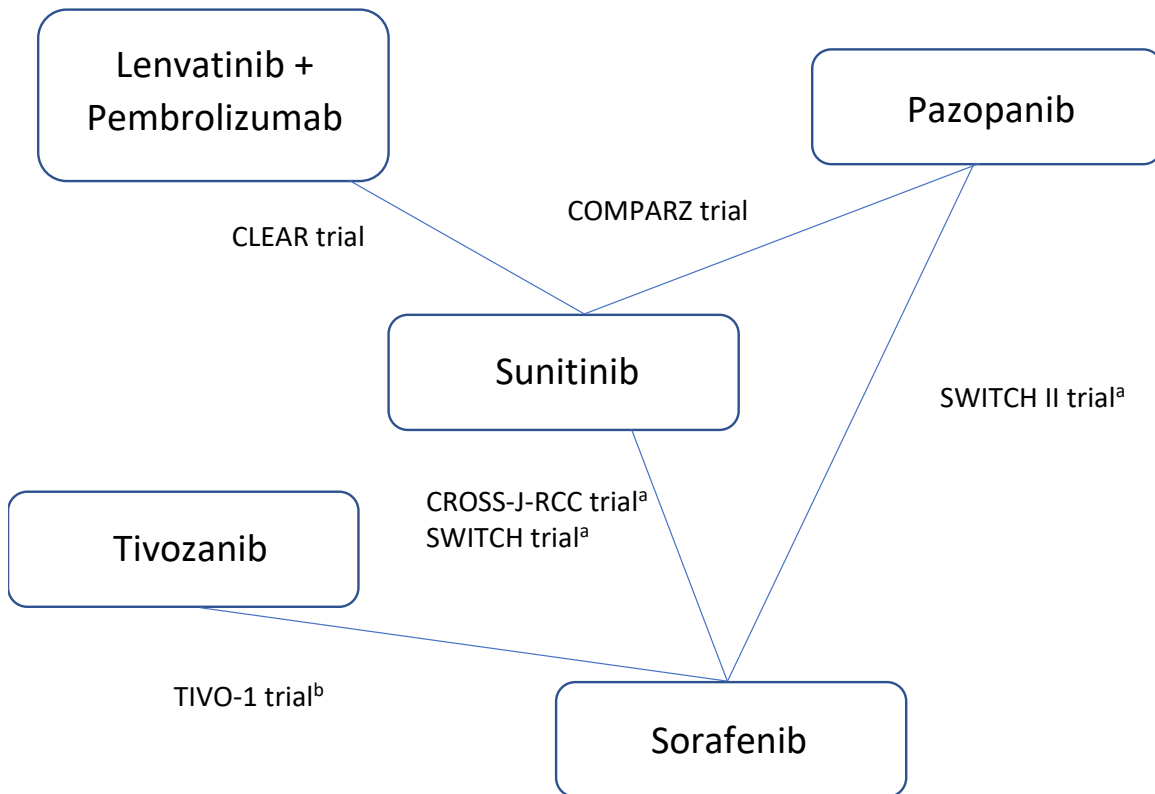 Lenvatinib +
Pembrolizumab
Pazopanib
COMPARZ trial
CLEAR trial
Sunitinib
SWITCH II trialᵃ
CROSS-J-RCC trialᵃ
SWITCH trialᵃ
Tivozanib
TIVO-1 trialᵇ
Sorafenib